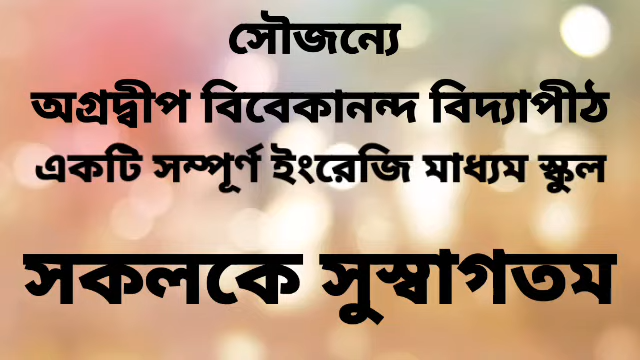 সৌজন্যে
অগ্রদ্বীপ বিবেকানন্দ বিদ্যাপীঠ
একটি সম্পূর্ণ ইংরেজি মাধ্যম স্কুল
সকলকে সুস্বাগতম